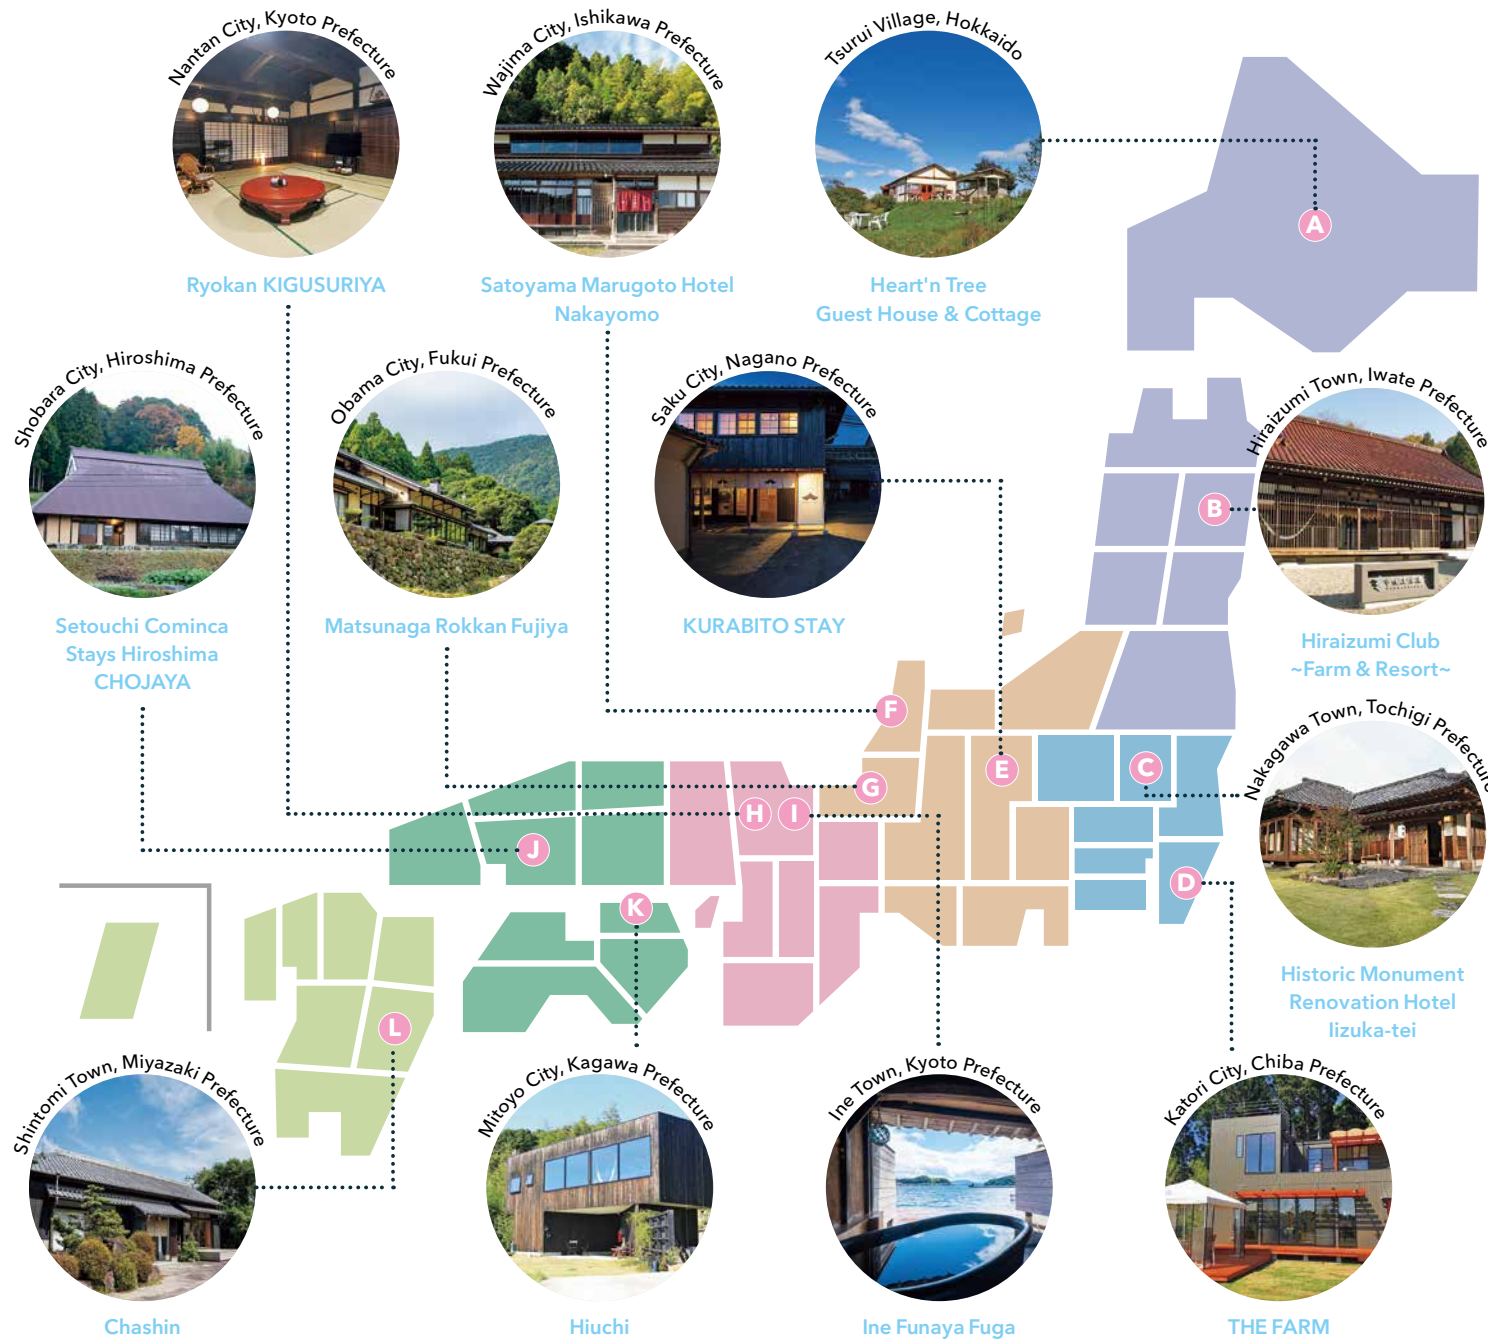 Nantan City, Kyoto Prefecture
Ryokan KIGUSURIYA
Wajima City, Ishikawa Prefecture
Satoyama Marugoto Hotel
Nakayomo
Tsurui Village, Hokkaido
Heart'n Tree
Guest House & Cottage
A
Shobara City, Hiroshima Prefecture
Setouchi Cominca
Stays Hiroshima
CHOJAYA
Obama City, Fukui Prefecture
Matsunaga Rokkan Fujiya
Saku City, Nagano Prefecture
KURABITO STAY
Hiraizumi Town, Iwate Prefecture
B
Hiraizumi Club
~Farm & Resort~
Nakagawa Town, Tochigi Prefecture
Historic Monument
Renovation Hotel
Iizuka-tei
F
E
C
G
H
I
J
D
K
L
Shintomi Town, Miyazaki Prefecture
Chashin
Mitoyo City, Kagawa Prefecture
Hiuchi
Ine Town, Kyoto Prefecture
Ine Funaya Fuga
Katori City, Chiba Prefecture
THE FARM